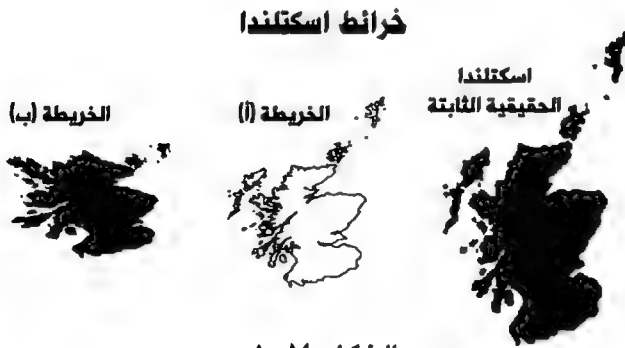 خرائط اسكتلندا
اسكتلندا
الحقيقية الثابتة
الخريطة (أ)
الخريطة (ب)